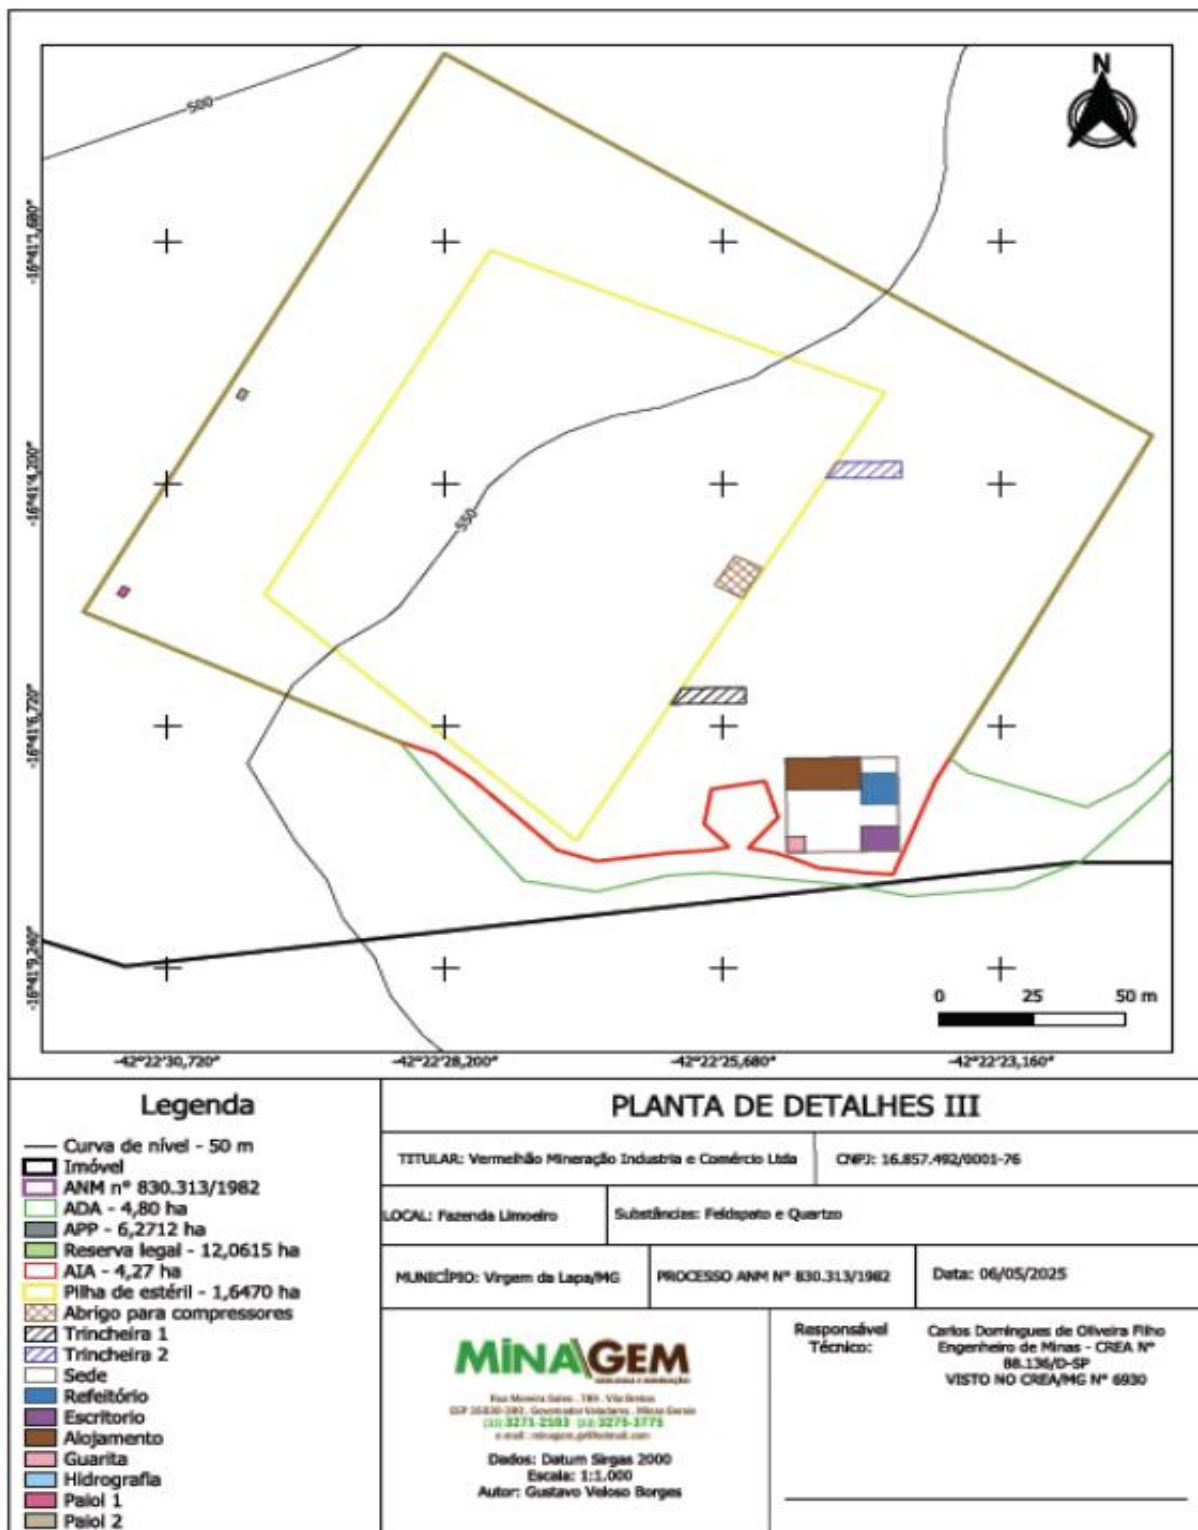 N
500
550
-16°41'1,680"
-16°41'4,200"
-16°41'6,720"
-16°41'9,240"
0 25 50 m
-42°22'30,720" -42°22'28,200" -42°22'25,680" -42°22'23,160"
Legenda
Curva de nível - 50 m
Imóvel
ANM n° 830.313/1982
ADA - 4,80 ha
APP - 6,2712 ha
Reserva legal - 12,0615 ha
AIA - 4,27 ha
Pilha de estéril - 1,6470 ha
Abrigo para compressores
Trincheira 1
Trincheira 2
Sede
Refeitório
Escritorio
Alojamento
Guarita
Hidrografia
Paiol 1
Paiol 2
PLANTA DE DETALHES III
TITULAR: Vermelhão Mineração Industria e Comércio Ltda
CNPJ: 16.857.492/0001-76
LOCAL: Fazenda Limoeiro
Substâncias: Feldspato e Quartzo
MUNICÍPIO: Virgem da Lapa/MG
PROCESSO ANM N° 830.313/1982
Data: 06/05/2025
MINAGEM
3271-2103 3275-3775
Dados: Datum Sirgas 2000
Escala: 1:1.000
Autor: Gustavo Veloso Borges
Responsável
Técnico:
Carlos Domingues de Oliveira Filho
Engenheiro de Minas - CREA N°
88.136/D-SP
VISTO NO CREA/MG N° 6930